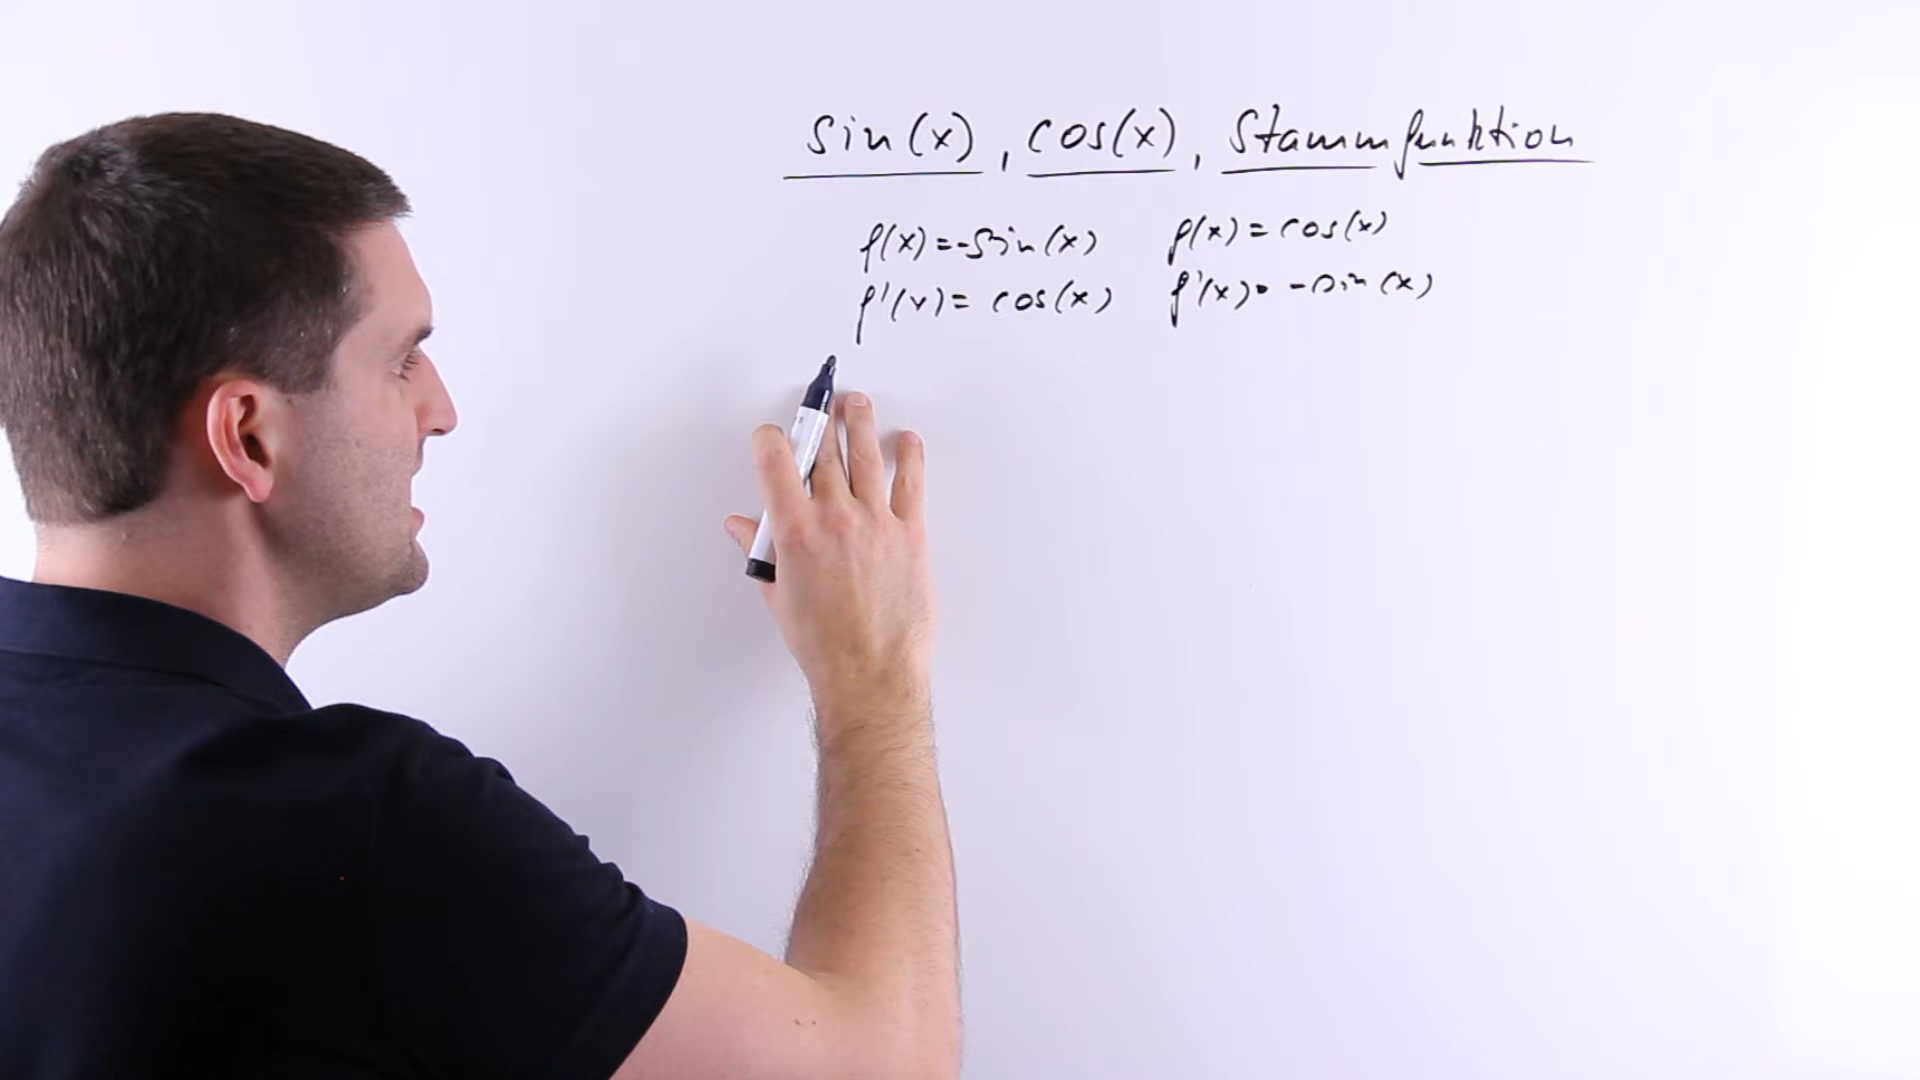 sin(x), cos(x), Stammfunktion
f(x)=-sin(x) f(x)=cos(x)
f'(x)= cos(x) f'(x)= -sin(x)